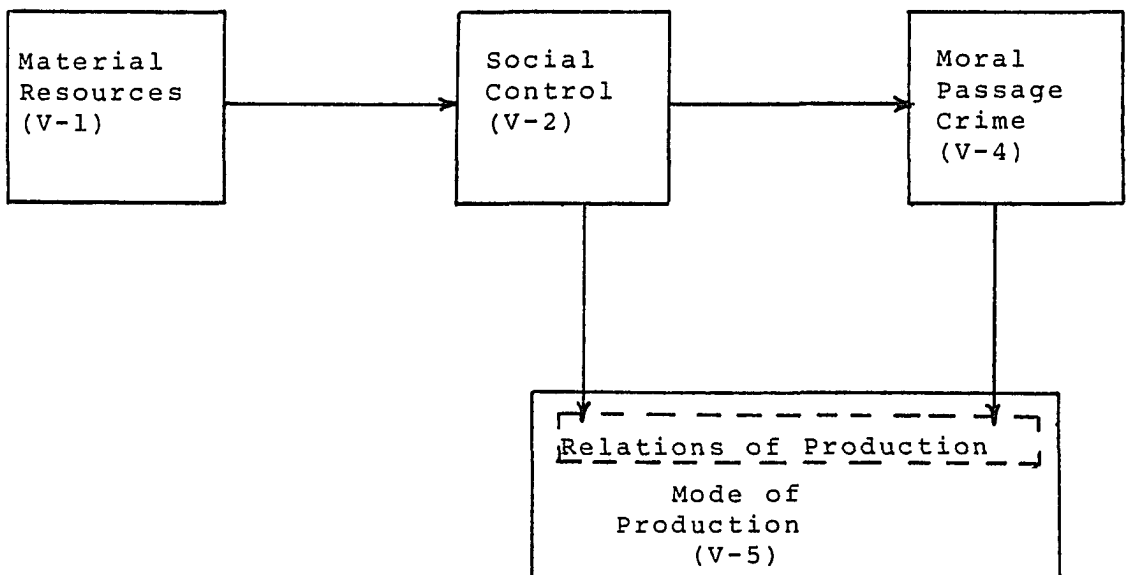 Material
Resources
(V-1)
Social
Control
(V-2)
Moral
Passage
Crime
(V-4)
Relations of Production
Mode of
Production
(V-5)